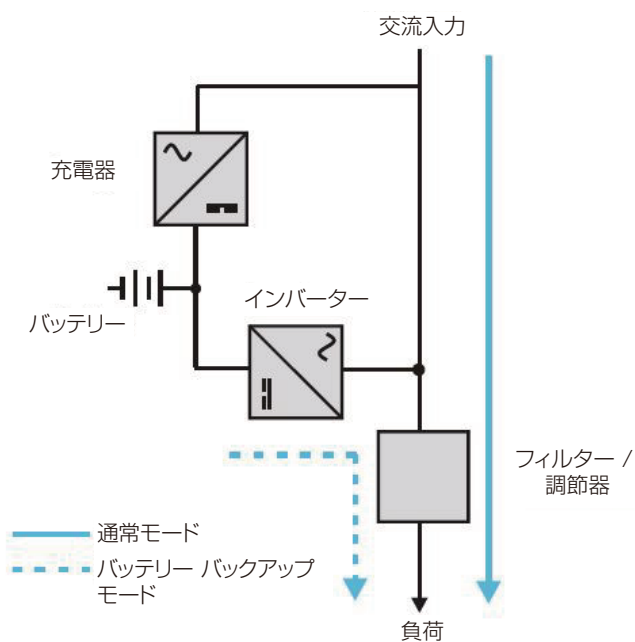 交流入力
充電器
インバーター
バッテリー
フィルター /
調節器
通常モード
バッテリー バックアップ
モード
負荷